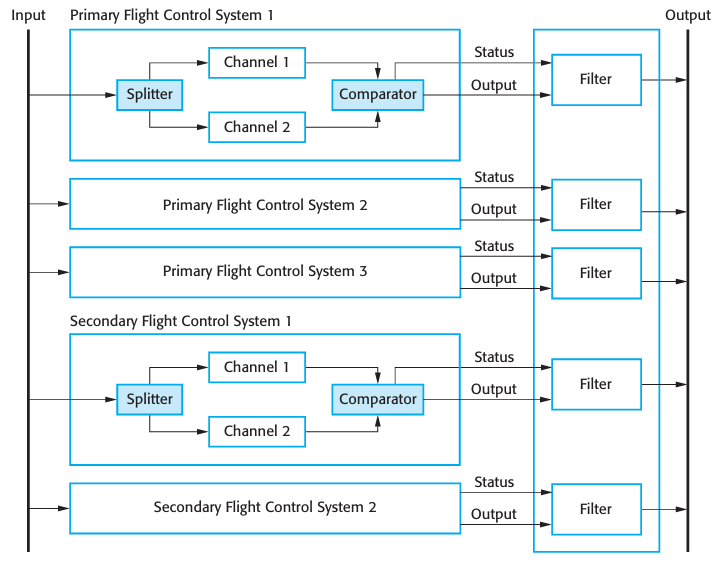 Input
Primary Flight Control System 1
Output
Channel 1
Splitter
Comparator
Channel 2
Status
Output
Filter
Primary Flight Control System 2
Status
Output
Filter
Primary Flight Control System 3
Status
Output
Filter
Secondary Flight Control System 1
Channel 1
Splitter
Comparator
Channel 2
Status
Output
Filter
Secondary Flight Control System 2
Status
Output
Filter